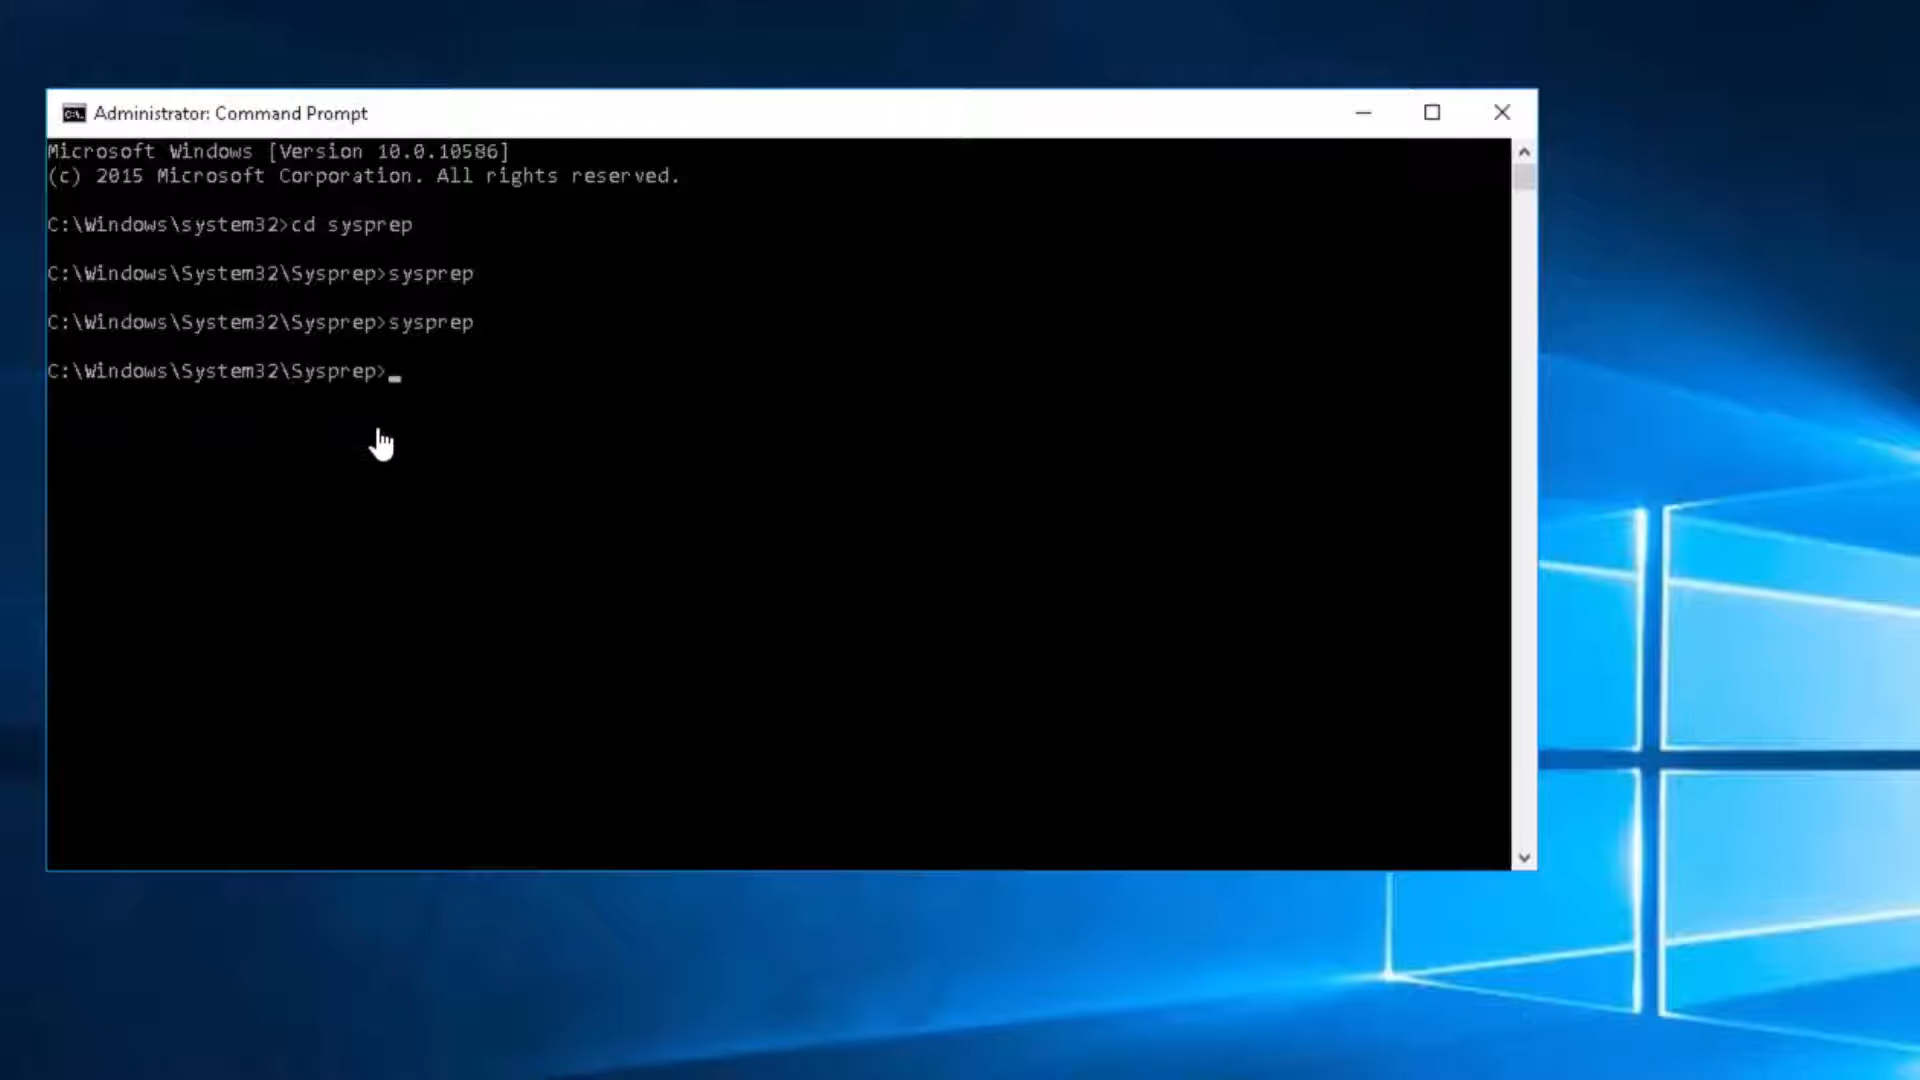 Administrator: Command Prompt
Microsoft Windows [Version 10.0.10586]
(c) 2015 Microsoft Corporation. All rights reserved.
C:\Windows\system32>cd sysprep
C:\Windows\System32\Sysprep>sysprep
C:\Windows\System32\Sysprep>sysprep
C:\Windows\System32\Sysprep>